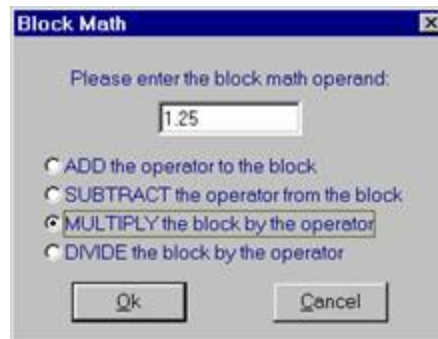 Block Math
Please enter the block math operand:
1.25
ADD the operator to the block
SUBTRACT the operator from the block
MULTIPLY the block by the operator
DIVIDE the block by the operator
Ok Cancel